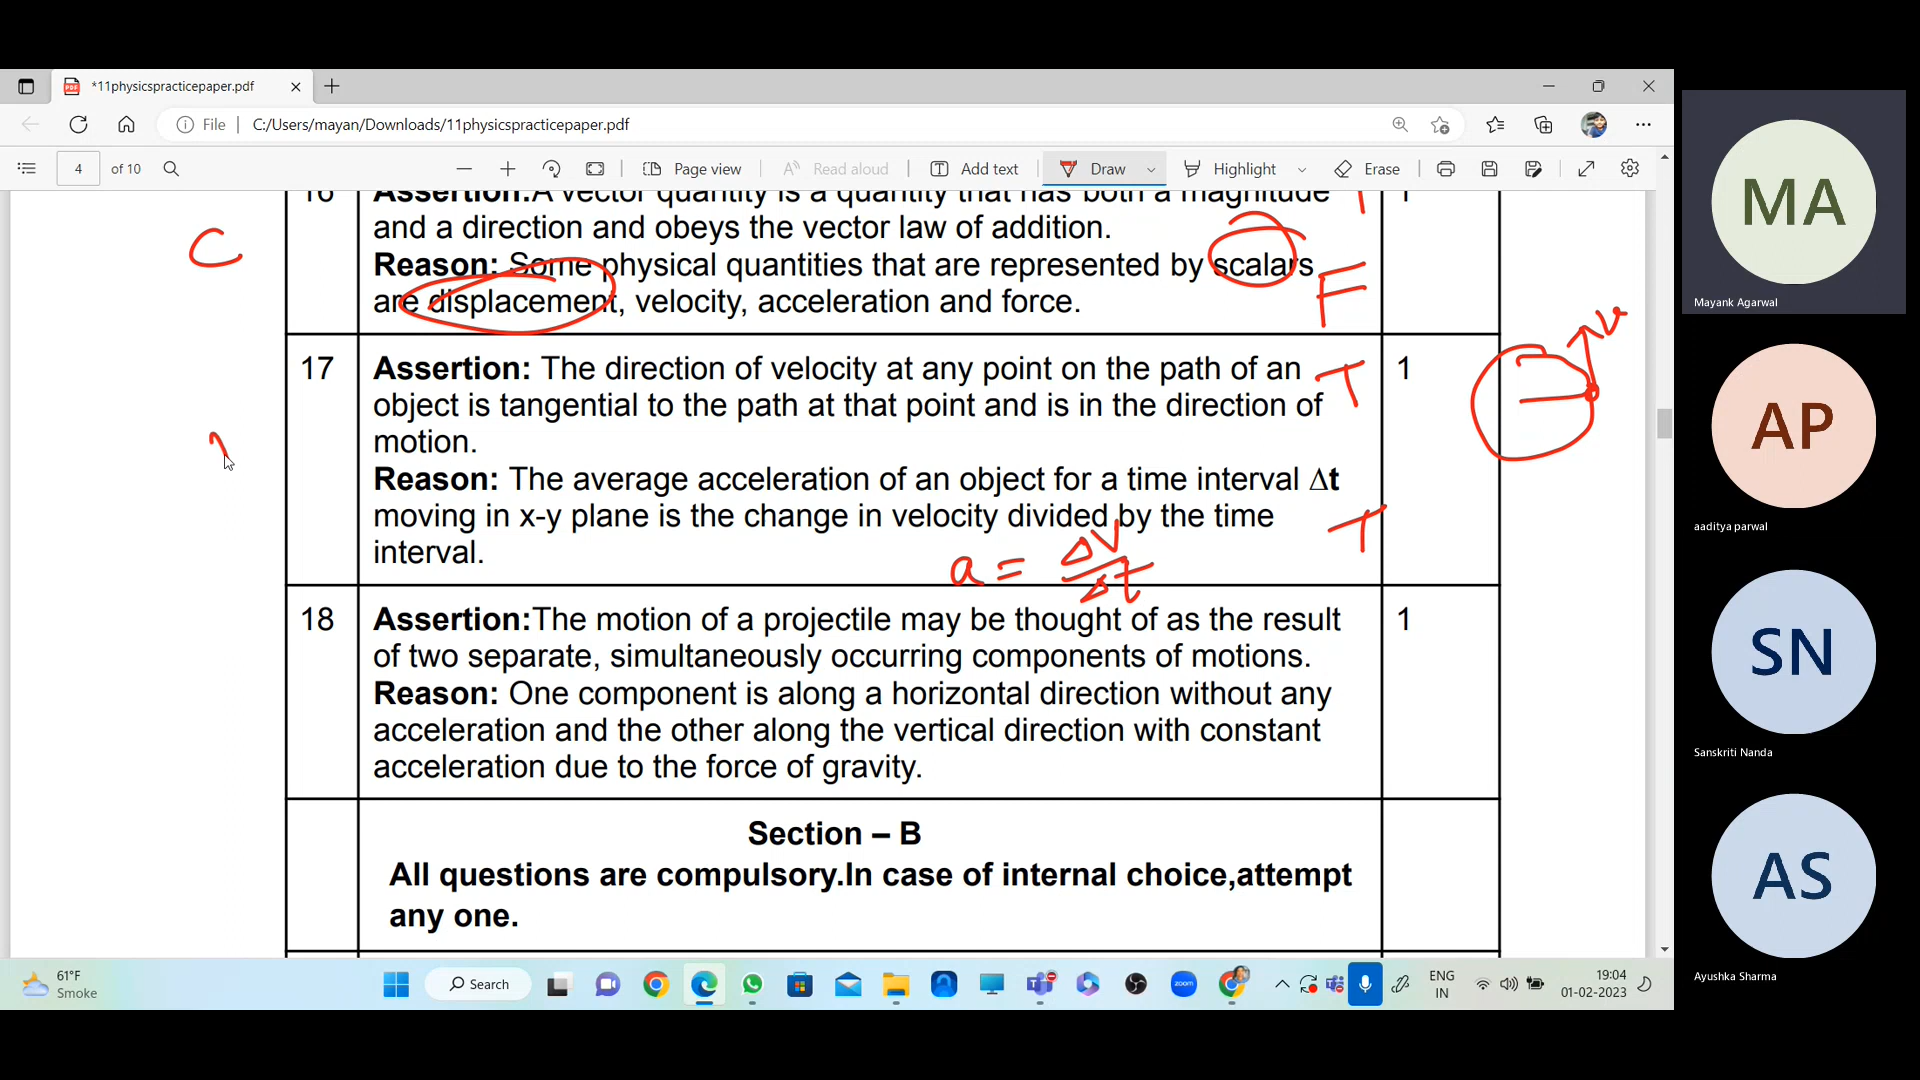 *11physicspracticepaper.pdf
File
C:/Users/mayan/Downloads/11physicspracticepaper.pdf
4 of 10
Page view
Read aloud
Add text
Draw
Highlight
Erase
16
Assertion:A vector quantity is a quantity that has both a magnitude
and a direction and obeys the vector law of addition.
Reason: Some physical quantities that are represented by scalars
are displacement, velocity, acceleration and force.
1
T
F
C
17
Assertion: The direction of velocity at any point on the path of an
object is tangential to the path at that point and is in the direction of
motion.
Reason: The average acceleration of an object for a time interval Δt
moving in x-y plane is the change in velocity divided by the time
interval.
1
T
T
v
a = ΔV
Δt
18
Assertion:The motion of a projectile may be thought of as the result
of two separate, simultaneously occurring components of motions.
Reason: One component is along a horizontal direction without any
acceleration and the other along the vertical direction with constant
acceleration due to the force of gravity.
1
Section – B
All questions are compulsory.In case of internal choice,attempt
any one.
MA
Mayank Agarwal
AP
aaditya parwal
SN
Sanskriti Nanda
AS
Ayushka Sharma
61°F
Smoke
Search
zoom
ENG
IN
19:04
01-02-2023